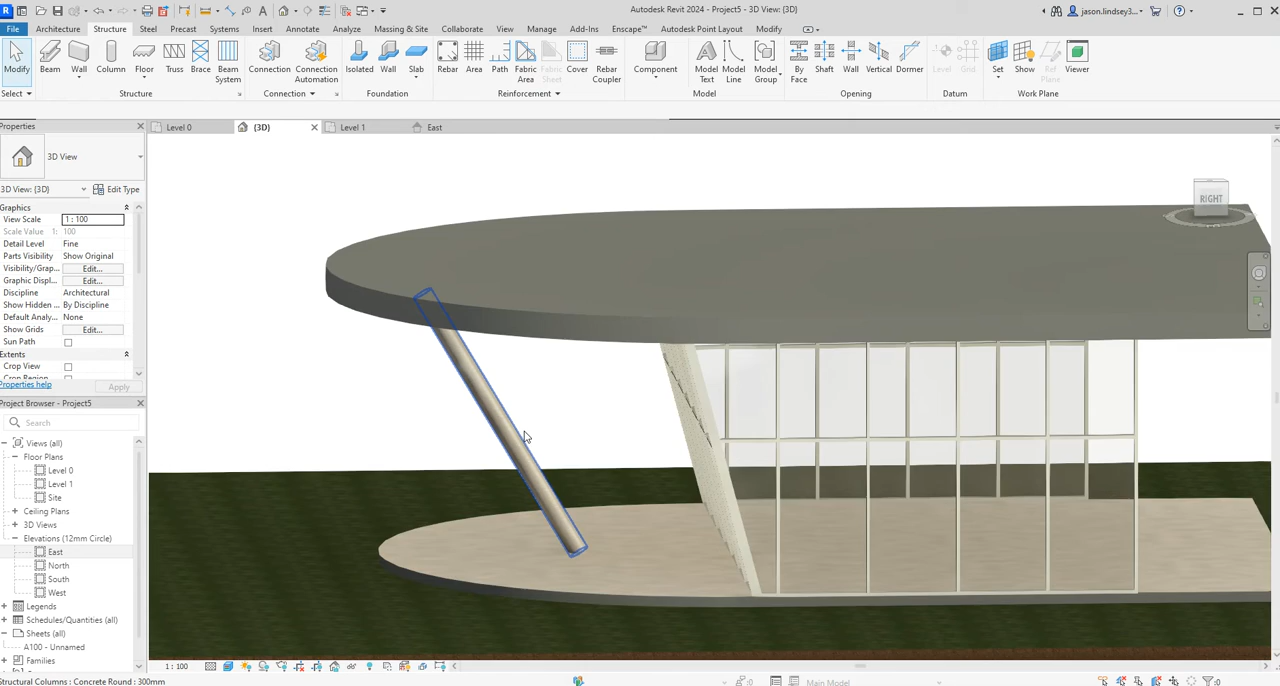 Autodesk Revit 2024 - Project5 - 3D View: {3D}
jason.lindsey3...
File Architecture Structure Steel Precast Systems Insert Annotate Analyze Massing & Site Collaborate View Manage Add-Ins Enscape™ Autodesk Point Layout Modify
Modify Beam Wall Column Floor Truss Brace Beam System Connection Connection Automation Isolated Wall Slab Rebar Area Path Fabric Area Fabric Sheet Cover Rebar Coupler Component Model Text Model Line Model Group By Face Shaft Wall Vertical Dormer Level Grid Set Show Ref Plane Viewer
Select Structure Connection Foundation Reinforcement Model Opening Datum Work Plane
Properties
Level 0 {3D} Level 1 East
3D View
3D View: {3D} Edit Type
Graphics
View Scale 1 : 100
Scale Value 1: 100
Detail Level Fine
Parts Visibility Show Original
Visibility/Grap... Edit...
Graphic Displ... Edit...
Discipline Architectural
Show Hidden ... By Discipline
Default Analy... None
Show Grids Edit...
Sun Path
Extents
Crop View
Crop Region
Properties help Apply
Project Browser - Project5
Search
Views (all)
Floor Plans
Level 0
Level 1
Site
Ceiling Plans
3D Views
Elevations (12mm Circle)
East
North
South
West
Legends
Schedules/Quantities (all)
Sheets (all)
A100 - Unnamed
Families
RIGHT
1 : 100
Structural Columns : Concrete Round : 300mm
:0
Main Model
:0